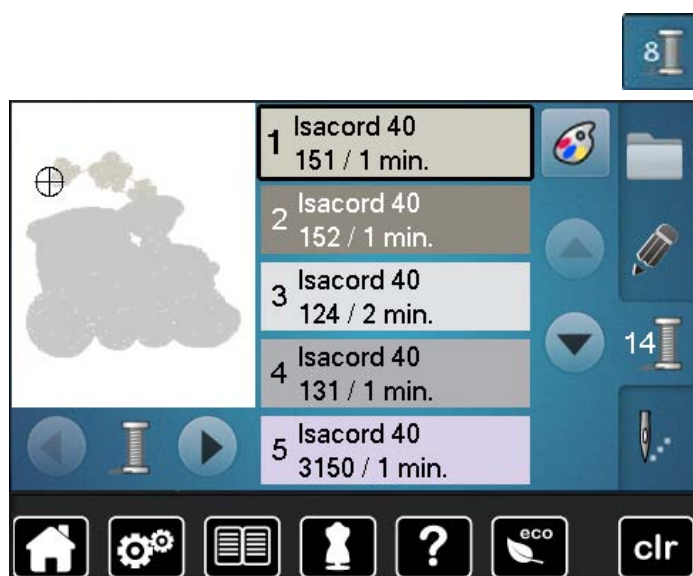 8
1 Isacord 40
151 / 1 min.
2 Isacord 40
152 / 1 min.
3 Isacord 40
124 / 2 min.
14
4 Isacord 40
131 / 1 min.
5 Isacord 40
3150 / 1 min.
?
eco
clr